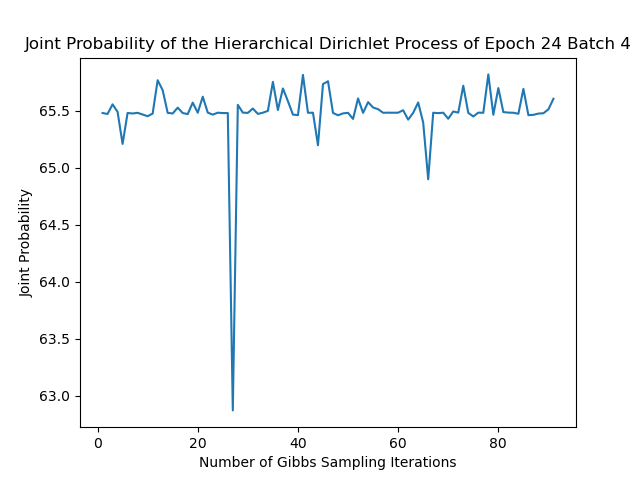 Joint Probability of the Hierarchical Dirichlet Process of Epoch 24 Batch 4
65.5
65.0
64.5
64.0
63.5
63.0
Joint Probability
0 20 40 60 80
Number of Gibbs Sampling Iterations